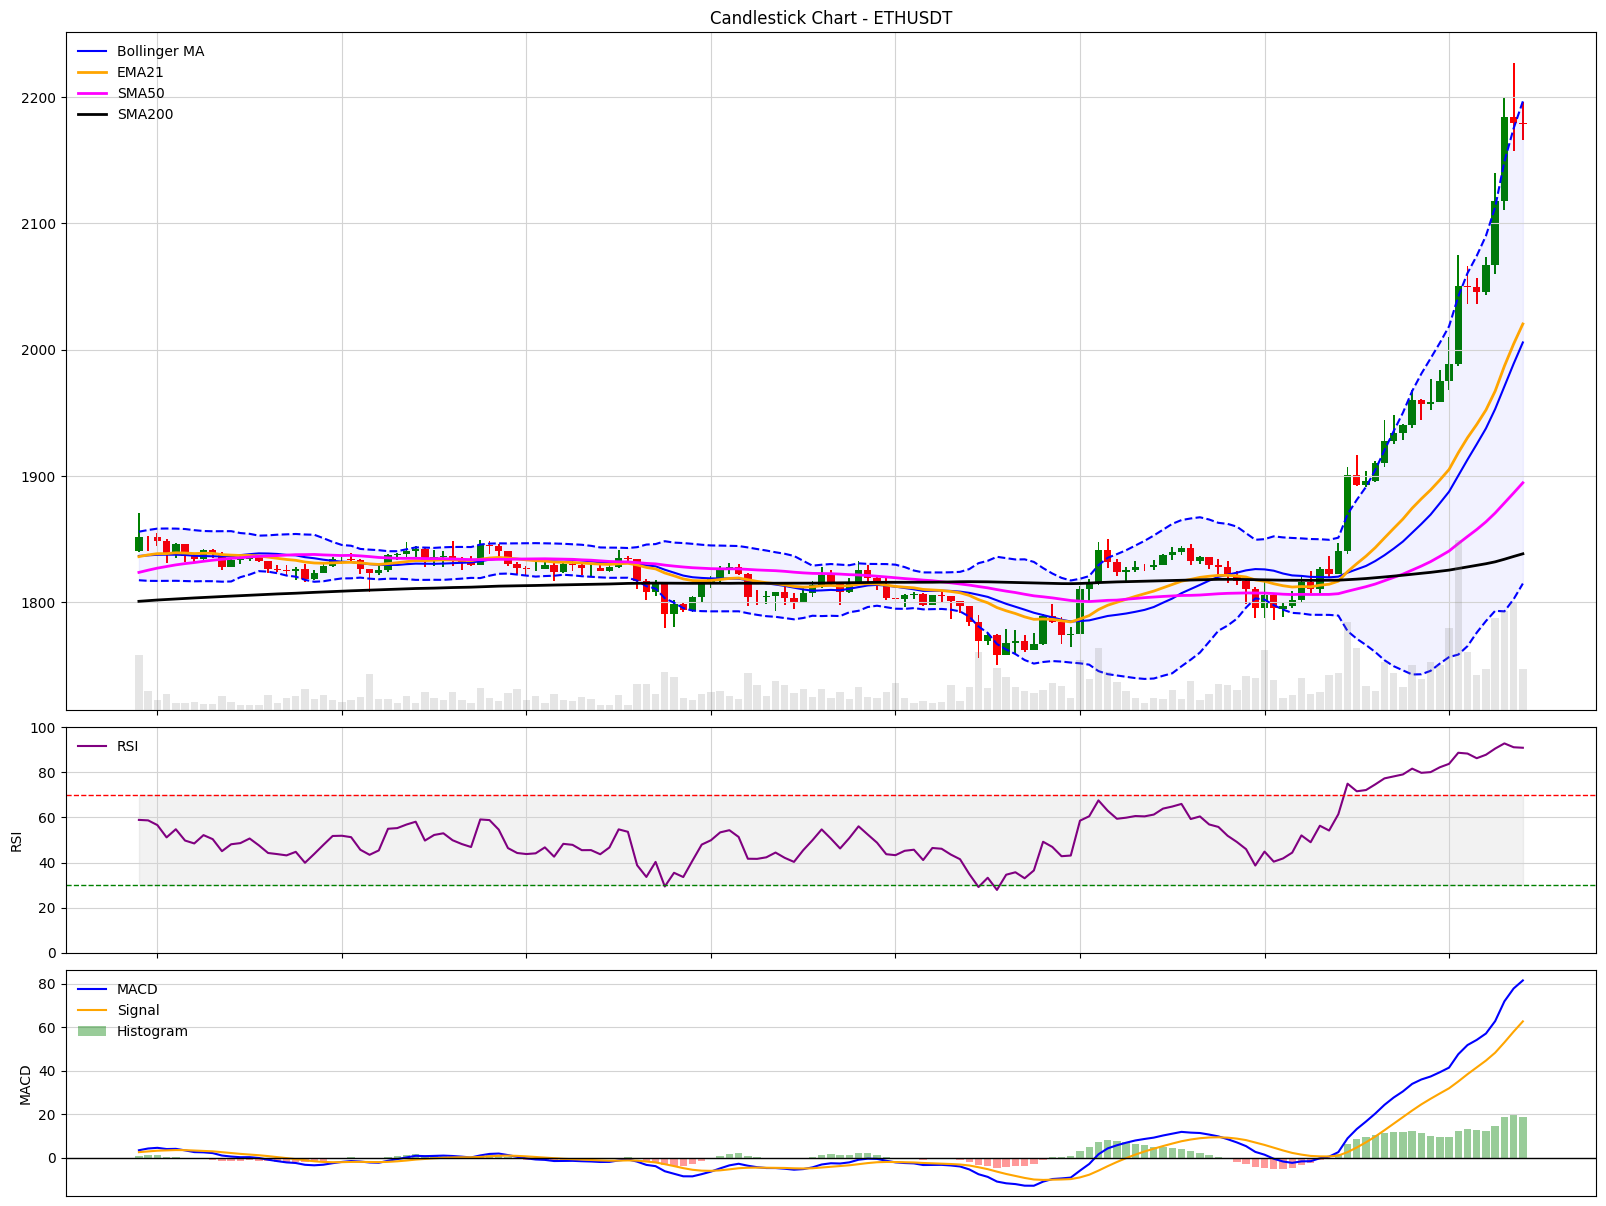 Candlestick Chart - ETHUSDT
Bollinger MA
EMA21
SMA50
SMA200
2200
2100
2000
1900
1800
RSI
100
80
60
40
20
0
RSI
MACD
Signal
Histogram
80
60
40
20
0
MACD